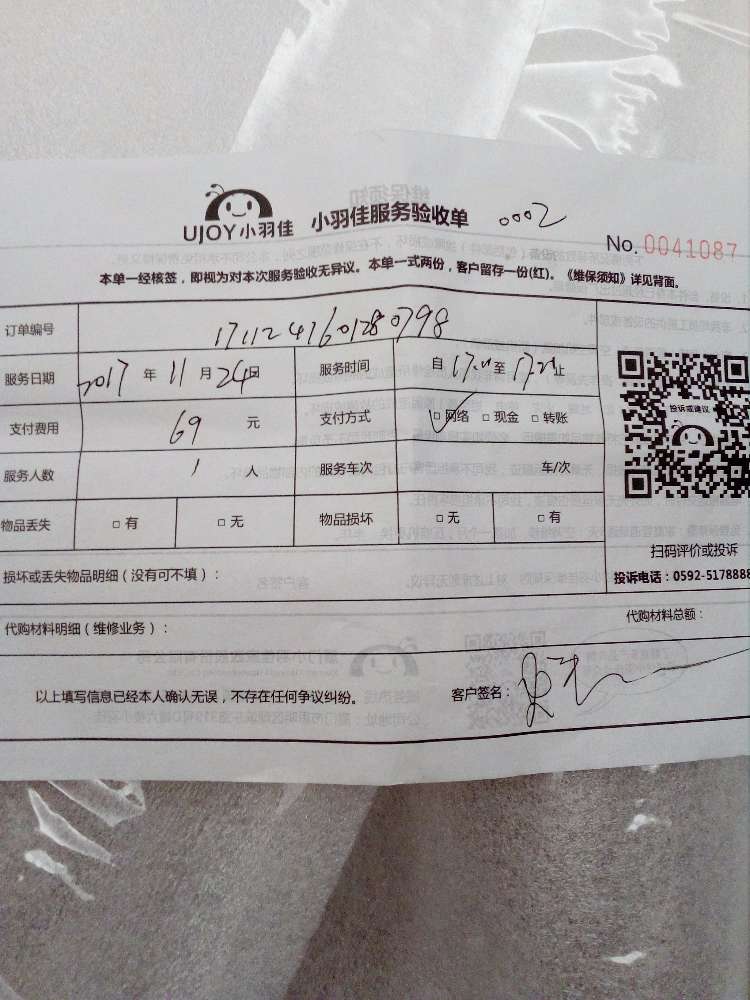 UJOY小羽佳 小羽佳服务验收单 0002
No. 0041087
本单一经核签，即视为对本次服务验收无异议。本单一式两份，客户留存一份(红)。《维保须知》详见背面。
订单编号 1711247601280798
服务日期 2017 年 11 月 24日 服务时间 自 17: 至 17: 止
支付费用 69 元 支付方式 ☑网络 □现金 □转账
投诉或建议
服务人数 1 人 服务车次 车/次
物品丢失 □有 □无 物品损坏 □无 □有
扫码评价或投诉
损坏或丢失物品明细（没有可不填）：
投诉电话：0592-5178888
代购材料明细（维修业务）： 代购材料总额：
以上填写信息已经本人确认无误，不存在任何争议纠纷。 客户签名：